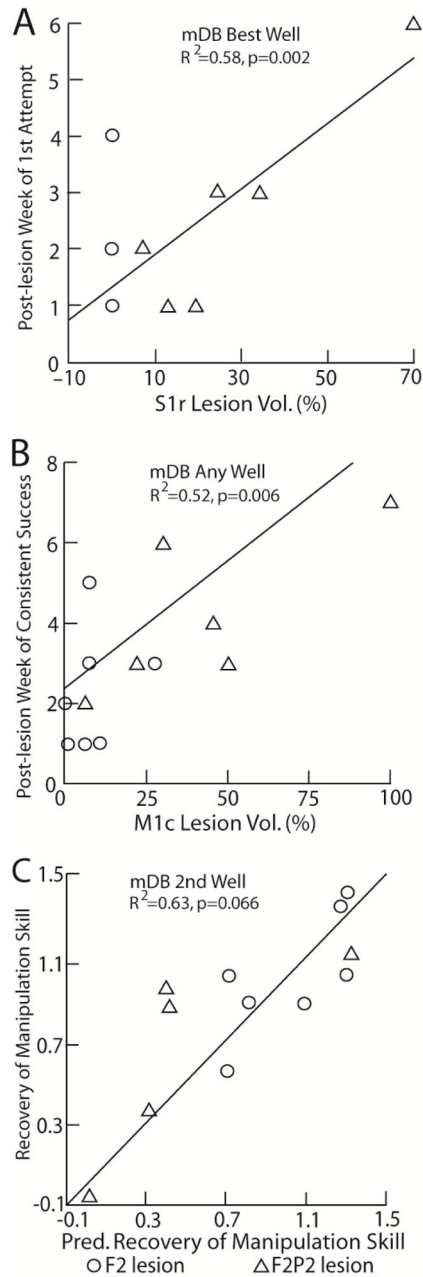 A
mDB Best Well
R2=0.58, p=0.002
Post-lesion Week of 1st Attempt
6
5
4
3
2
1
0
-10 10 30 50 70
S1r Lesion Vol. (%)
B
mDB Any Well
R2=0.52, p=0.006
Post-lesion Week of Consistent Success
8
6
4
2
0
0 25 50 75 100
M1c Lesion Vol. (%)
C
mDB 2nd Well
R2=0.63, p=0.066
Recovery of Manipulation Skill
1.5
1.1
0.7
0.3
-0.1
-0.1 0.3 0.7 1.1 1.5
Pred. Recovery of Manipulation Skill
F2 lesion F2P2 lesion